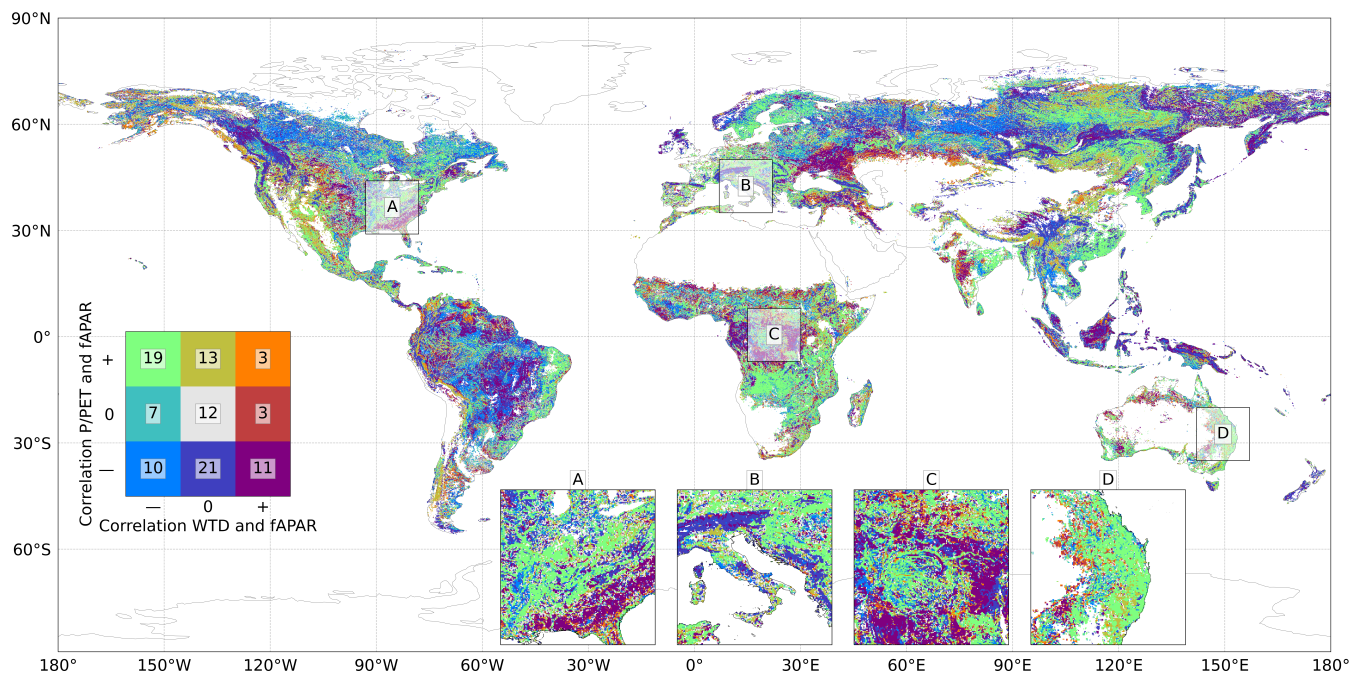 90°N
60°N
30°N
0°
30°S
60°S
180°
120°W
90°W
60°W
30°W
0°
30°E
60°E
90°E
120°E
150°E
180°
A
B
C
D
Correlation P/PET and fAPAR
+
0
—
19
13
3
7
12
3
10
21
11
—
0
+
Correlation WTD and fAPAR
A
B
C
D